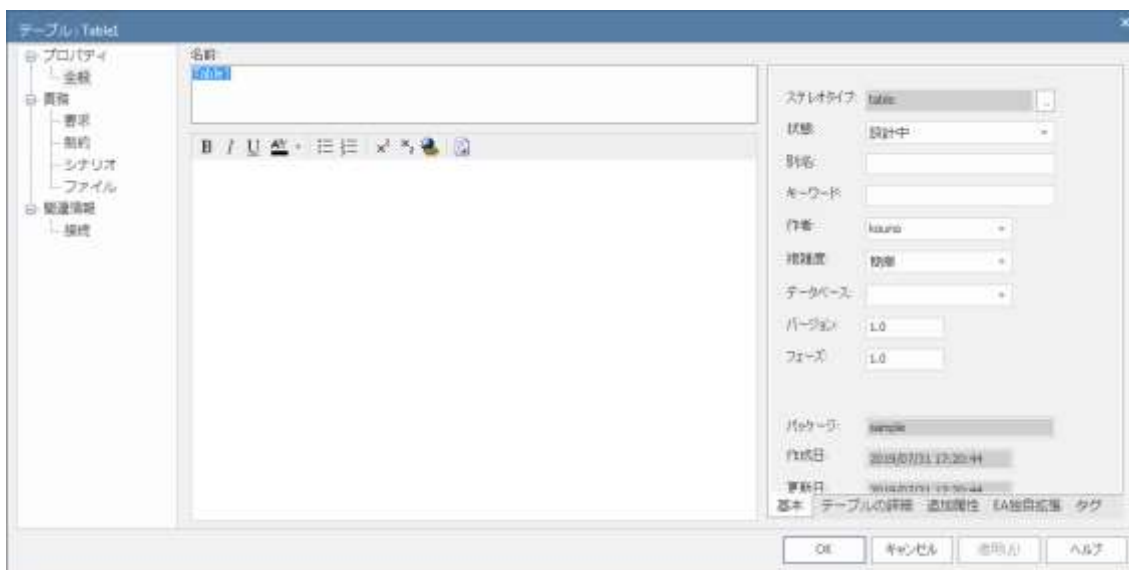 テーブル : Table1
プロパティ
全般
責務
要求
制約
シナリオ
ファイル
関連情報
接続
名前:
Table1
B I U
ステレオタイプ: table
状態: 設計中
別名:
キーワード:
作者: kouno
複雑度: 簡単
データベース:
バージョン: 1.0
フェーズ: 1.0
パッケージ: sample
作成日: 2019/07/31 17:20:44
更新日: 2019/07/31 17:20:44
基本 テーブルの詳細 追加属性 EA独自拡張 タグ
OK キャンセル 適用(A) ヘルプ